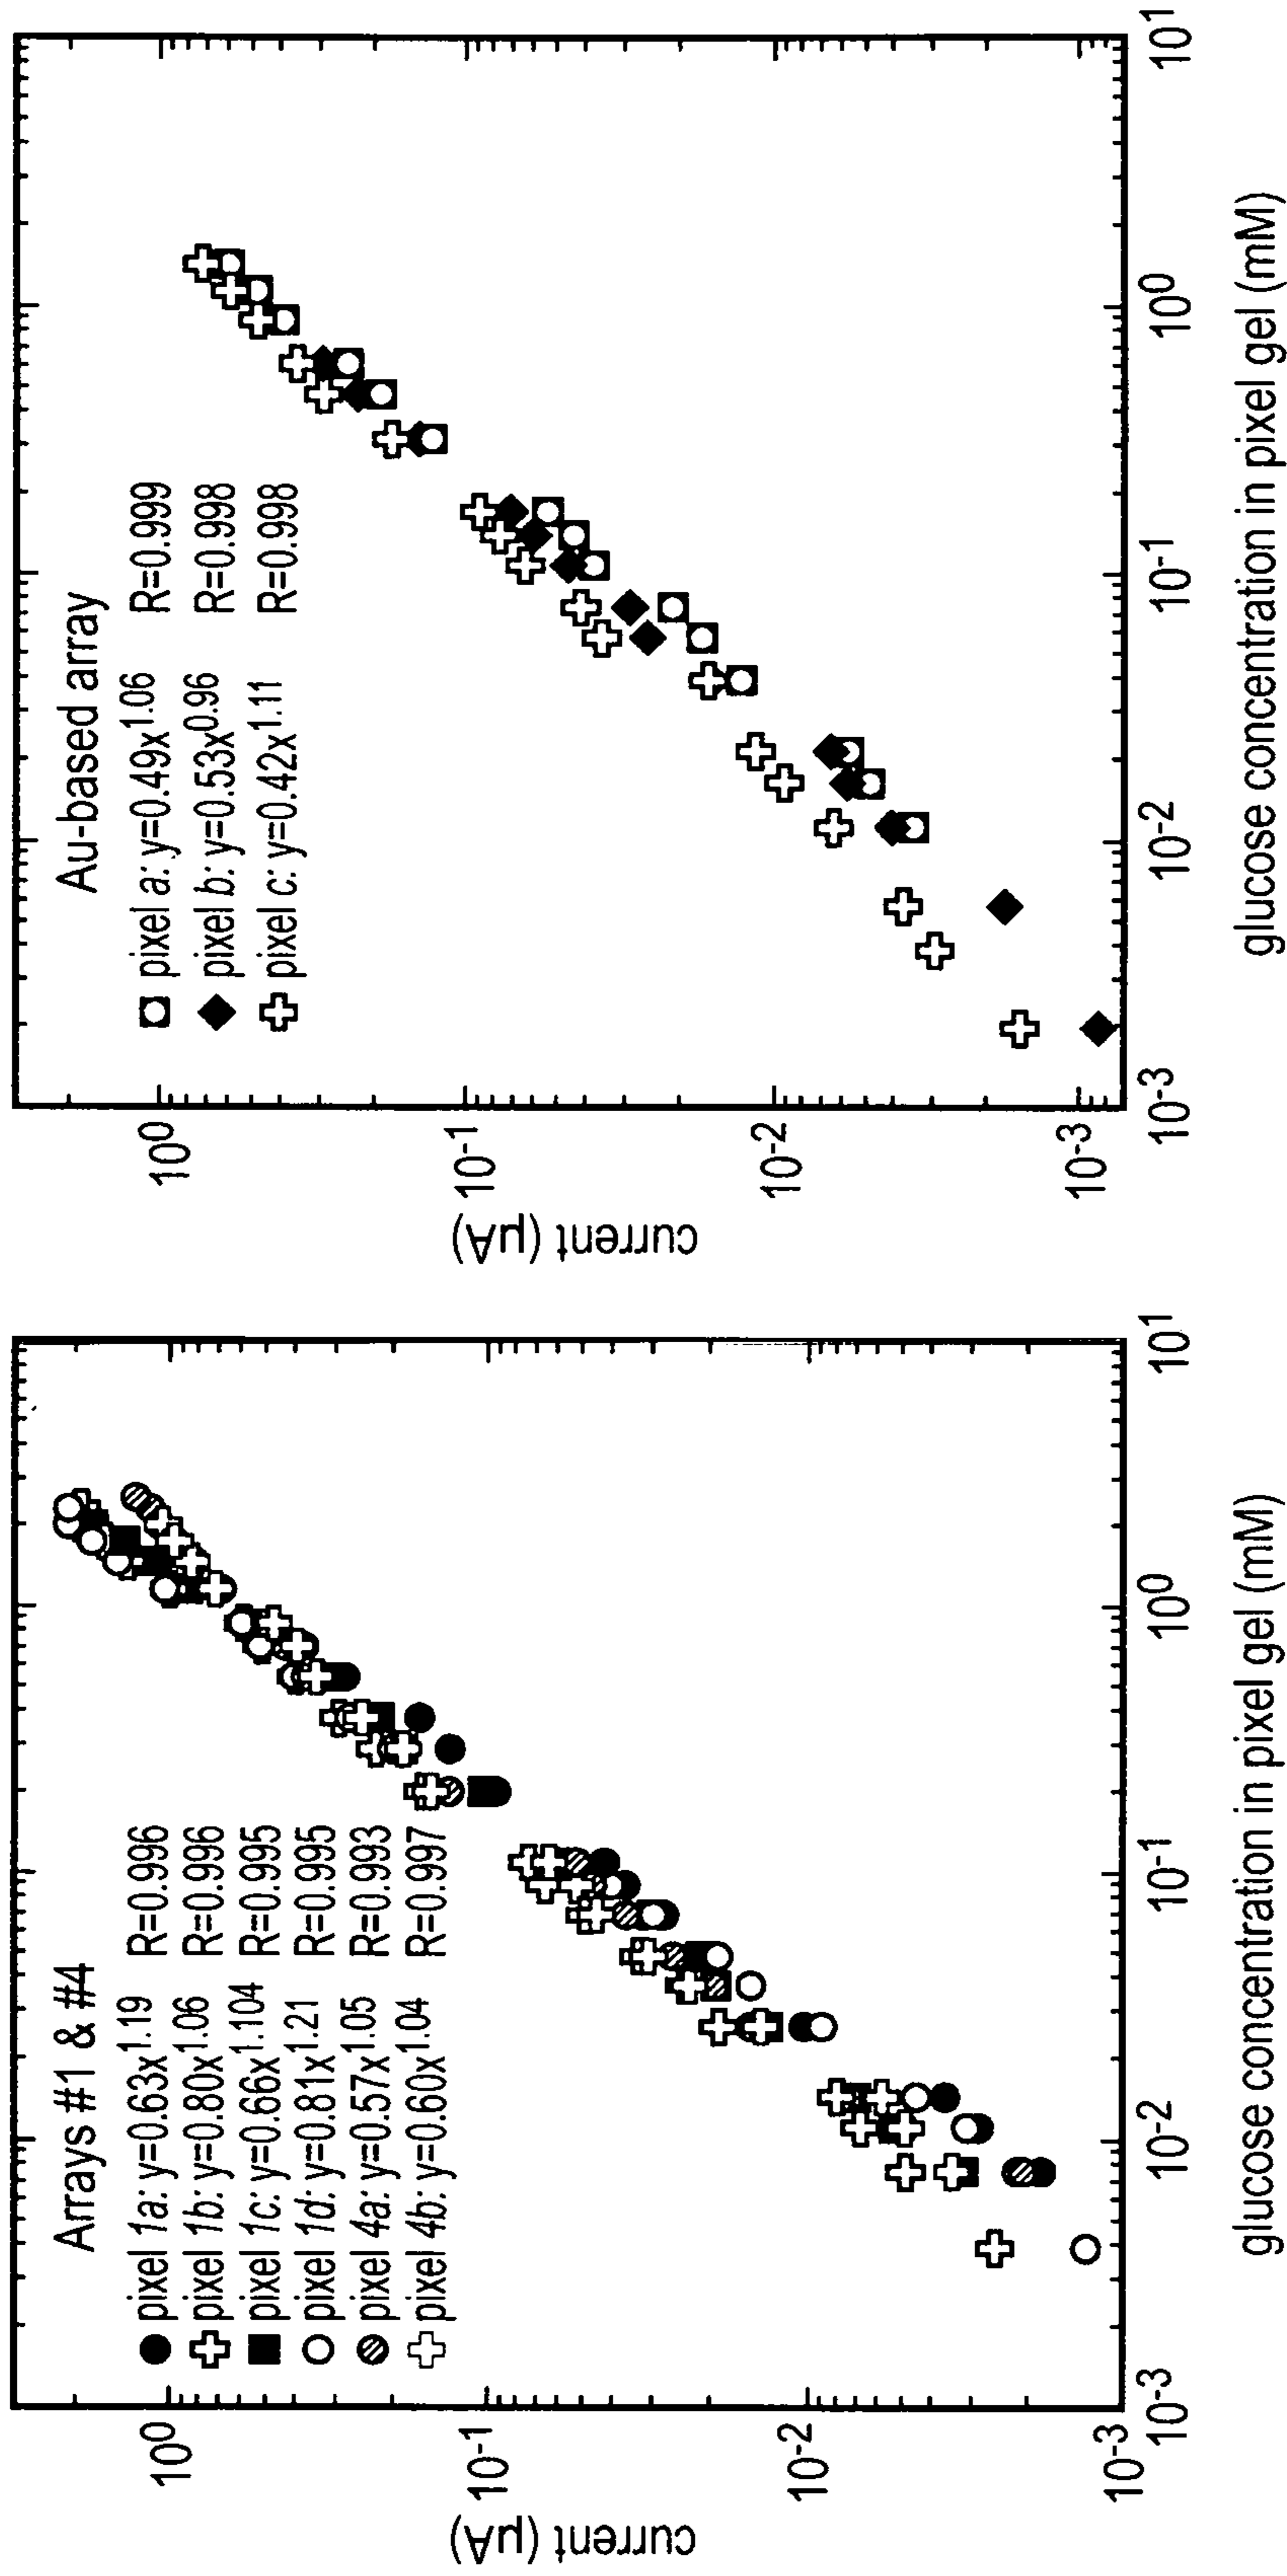 Arrays #1 & #4
pixel 1a: y=0.63x^1.19 R=0.996
pixel 1b: y=0.80x^1.06 R=0.996
pixel 1c: y=0.66x^1.104 R=0.995
pixel 1d: y=0.81x^1.21 R=0.995
pixel 4a: y=0.57x^1.05 R=0.993
pixel 4b: y=0.60x^1.04 R=0.997
10^0
10^-1
10^-2
10^-3
current (µA)
10^-3 10^-2 10^-1 10^0 10^1
glucose concentration in pixel gel (mM)
Au-based array
pixel a: y=0.49x^1.06 R=0.999
pixel b: y=0.53x^0.96 R=0.998
pixel c: y=0.42x^1.11 R=0.998
10^0
10^-1
10^-2
10^-3
current (µA)
10^-3 10^-2 10^-1 10^0 10^1
glucose concentration in pixel gel (mM)